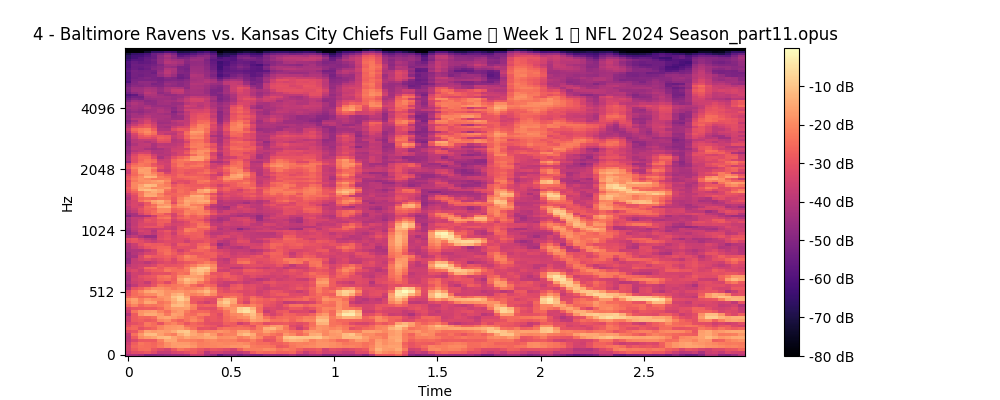 4 - Baltimore Ravens vs. Kansas City Chiefs Full Game  Week 1  NFL 2024 Season_part11.opus
4096
2048
1024
512
0
Hz
0
0.5
1
1.5
2
2.5
Time
-10 dB
-20 dB
-30 dB
-40 dB
-50 dB
-60 dB
-70 dB
-80 dB